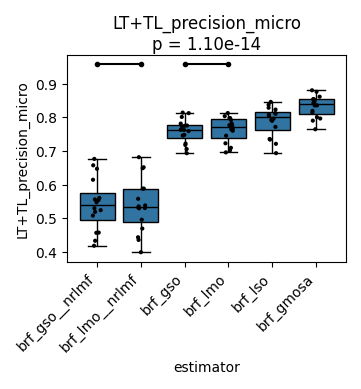 LT+TL_precision_micro
p = 1.10e-14
LT+TL_precision_micro
0.9
0.8
0.7
0.6
0.5
0.4
brf_gso__nrlmf
brf_lmo__nrlmf
brf_gso
brf_lmo
brf_lso
brf_gmosa
estimator